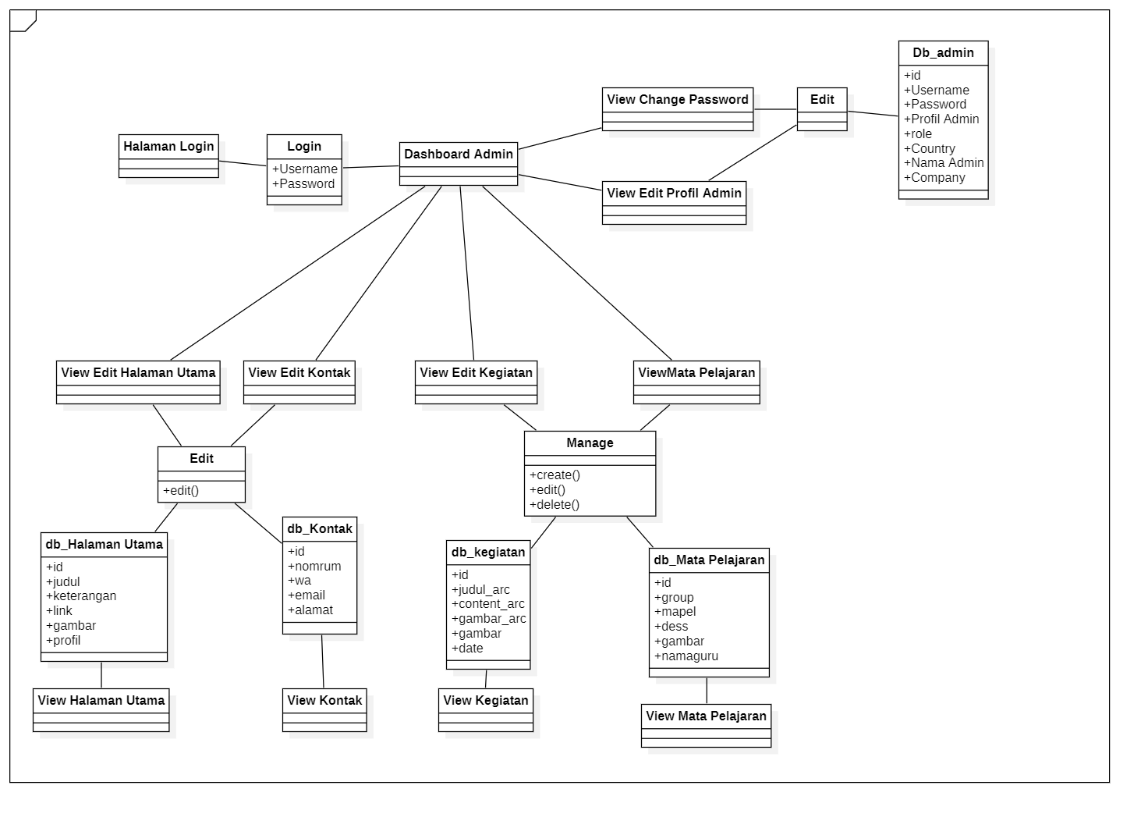 Db_admin
+id
+Username
+Password
+Profil Admin
+role
+Country
+Nama Admin
+Company
View Change Password
Edit
Halaman Login
Login
+Username
+Password
Dashboard Admin
View Edit Profil Admin
View Edit Halaman Utama
View Edit Kontak
View Edit Kegiatan
ViewMata Pelajaran
Edit
+edit()
Manage
+create()
+edit()
+delete()
db_Halaman Utama
+id
+judul
+keterangan
+link
+gambar
+profil
db_Kontak
+id
+nomrum
+wa
+email
+alamat
db_kegiatan
+id
+judul_arc
+content_arc
+gambar_arc
+gambar
+date
db_Mata Pelajaran
+id
+group
+mapel
+dess
+gambar
+namaguru
View Halaman Utama
View Kontak
View Kegiatan
View Mata Pelajaran